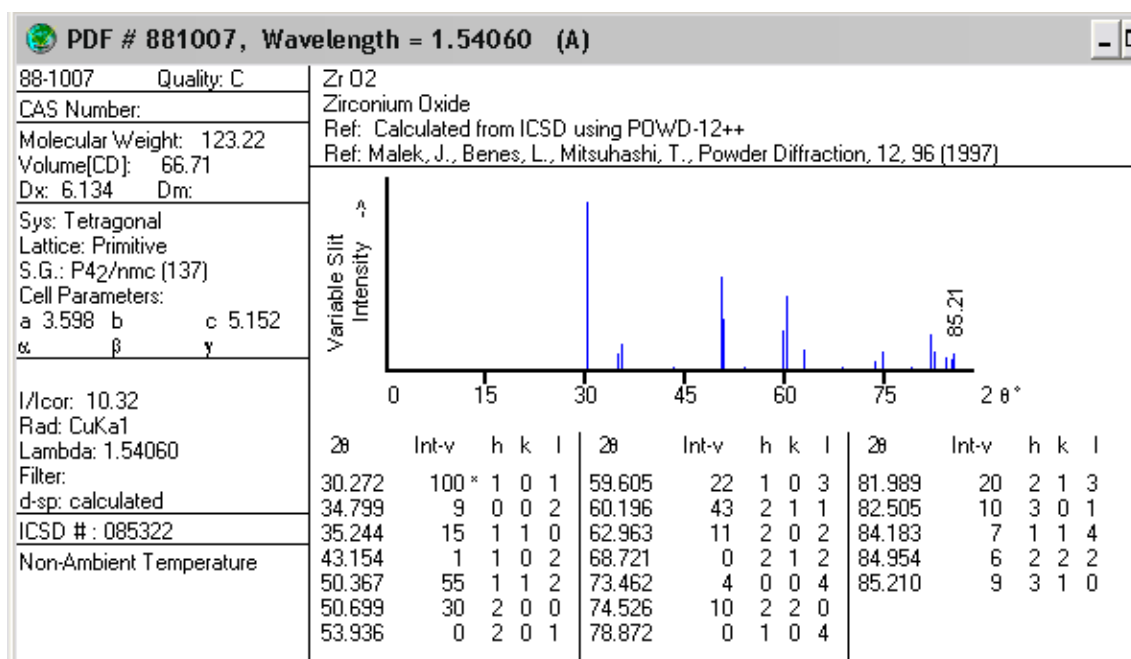 PDF # 881007, Wavelength = 1.54060 (A)
88-1007 Quality: C
CAS Number:
Molecular Weight: 123.22
Volume[CD]: 66.71
Dx: 6.134 Dm:
Sys: Tetragonal
Lattice: Primitive
S.G.: P42/nmc (137)
Cell Parameters:
a 3.598 b c 5.152
α β γ
I/Icor: 10.32
Rad: CuKa1
Lambda: 1.54060
Filter:
d-sp: calculated
ICSD # : 085322
Non-Ambient Temperature
Zr O2
Zirconium Oxide
Ref: Calculated from ICSD using POWD-12++
Ref: Malek, J., Benes, L., Mitsuhashi, T., Powder Diffraction, 12, 96 (1997)
Variable Slit
Intensity ->
85.21
0 15 30 45 60 75 2 θ °
2θ Int-v h k l 2θ Int-v h k l 2θ Int-v h k l
30.272 100 * 1 0 1 59.605 22 1 0 3 81.989 20 2 1 3
34.799 9 0 0 2 60.196 43 2 1 1 82.505 10 3 0 1
35.244 15 1 1 0 62.963 11 2 0 2 84.183 7 1 1 4
43.154 1 1 0 2 68.721 0 2 1 2 84.954 6 2 2 2
50.367 55 1 1 2 73.462 4 0 0 4 85.210 9 3 1 0
50.699 30 2 0 0 74.526 10 2 2 0
53.936 0 2 0 1 78.872 0 1 0 4